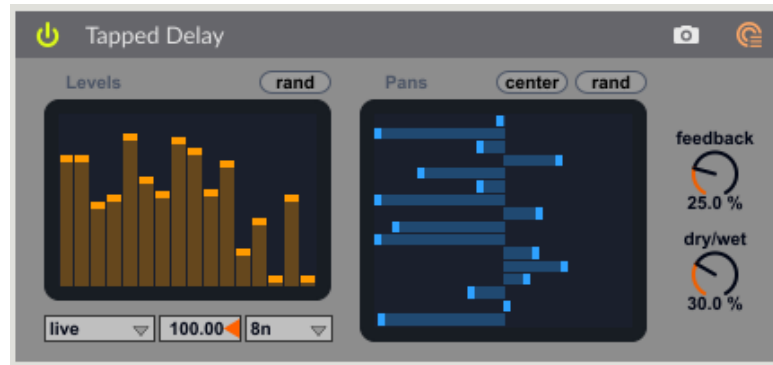 Tapped Delay
Levels
rand
Pans
center
rand
feedback
25.0 %
dry/wet
30.0 %
live
100.00
8n